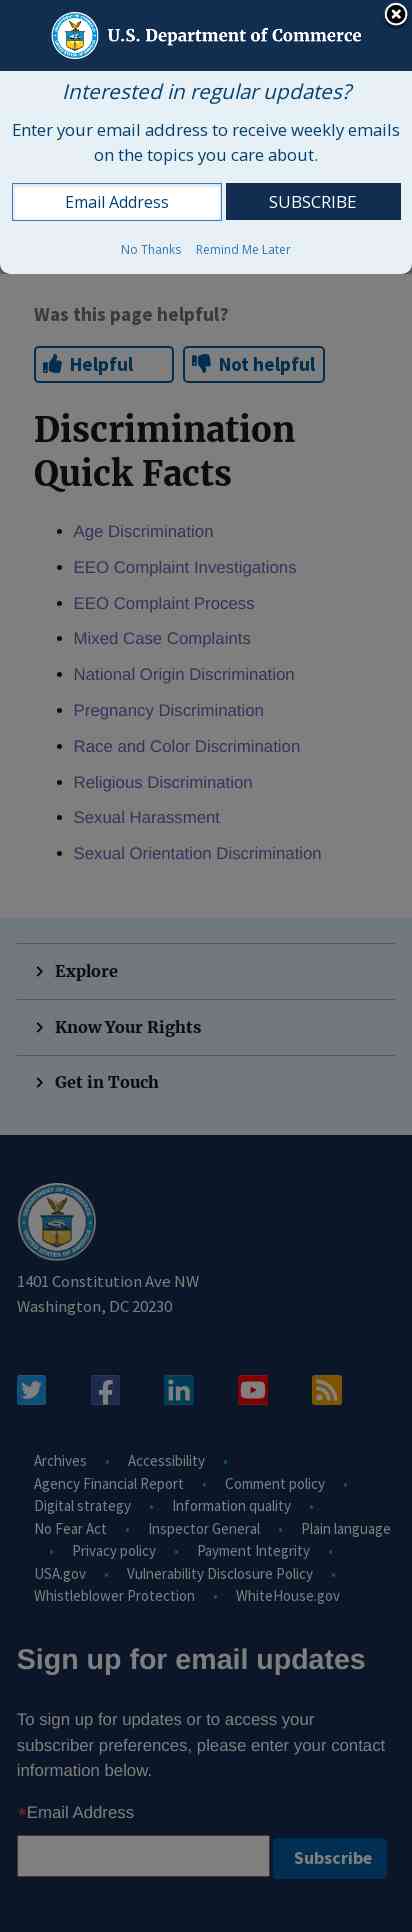 U.S. Department of Commerce
Interested in regular updates?
Enter your email address to receive weekly emails
on the topics you care about.
Email Address
SUBSCRIBE
No Thanks Remind Me Later
Was this page helpful?
Helpful
Not helpful
Discrimination
Quick Facts
• Age Discrimination
• EEO Complaint Investigations
• EEO Complaint Process
• Mixed Case Complaints
• National Origin Discrimination
• Pregnancy Discrimination
• Race and Color Discrimination
• Religious Discrimination
• Sexual Harassment
• Sexual Orientation Discrimination
Explore
Know Your Rights
Get in Touch
DEPARTMENT OF COMMERCE
UNITED STATES OF AMERICA
1401 Constitution Ave NW
Washington, DC 20230
Archives • Accessibility •
Agency Financial Report • Comment policy •
Digital strategy • Information quality •
No Fear Act • Inspector General • Plain language
• Privacy policy • Payment Integrity •
USA.gov • Vulnerability Disclosure Policy •
Whistleblower Protection • WhiteHouse.gov
Sign up for email updates
To sign up for updates or to access your
subscriber preferences, please enter your contact
information below.
*Email Address
Subscribe